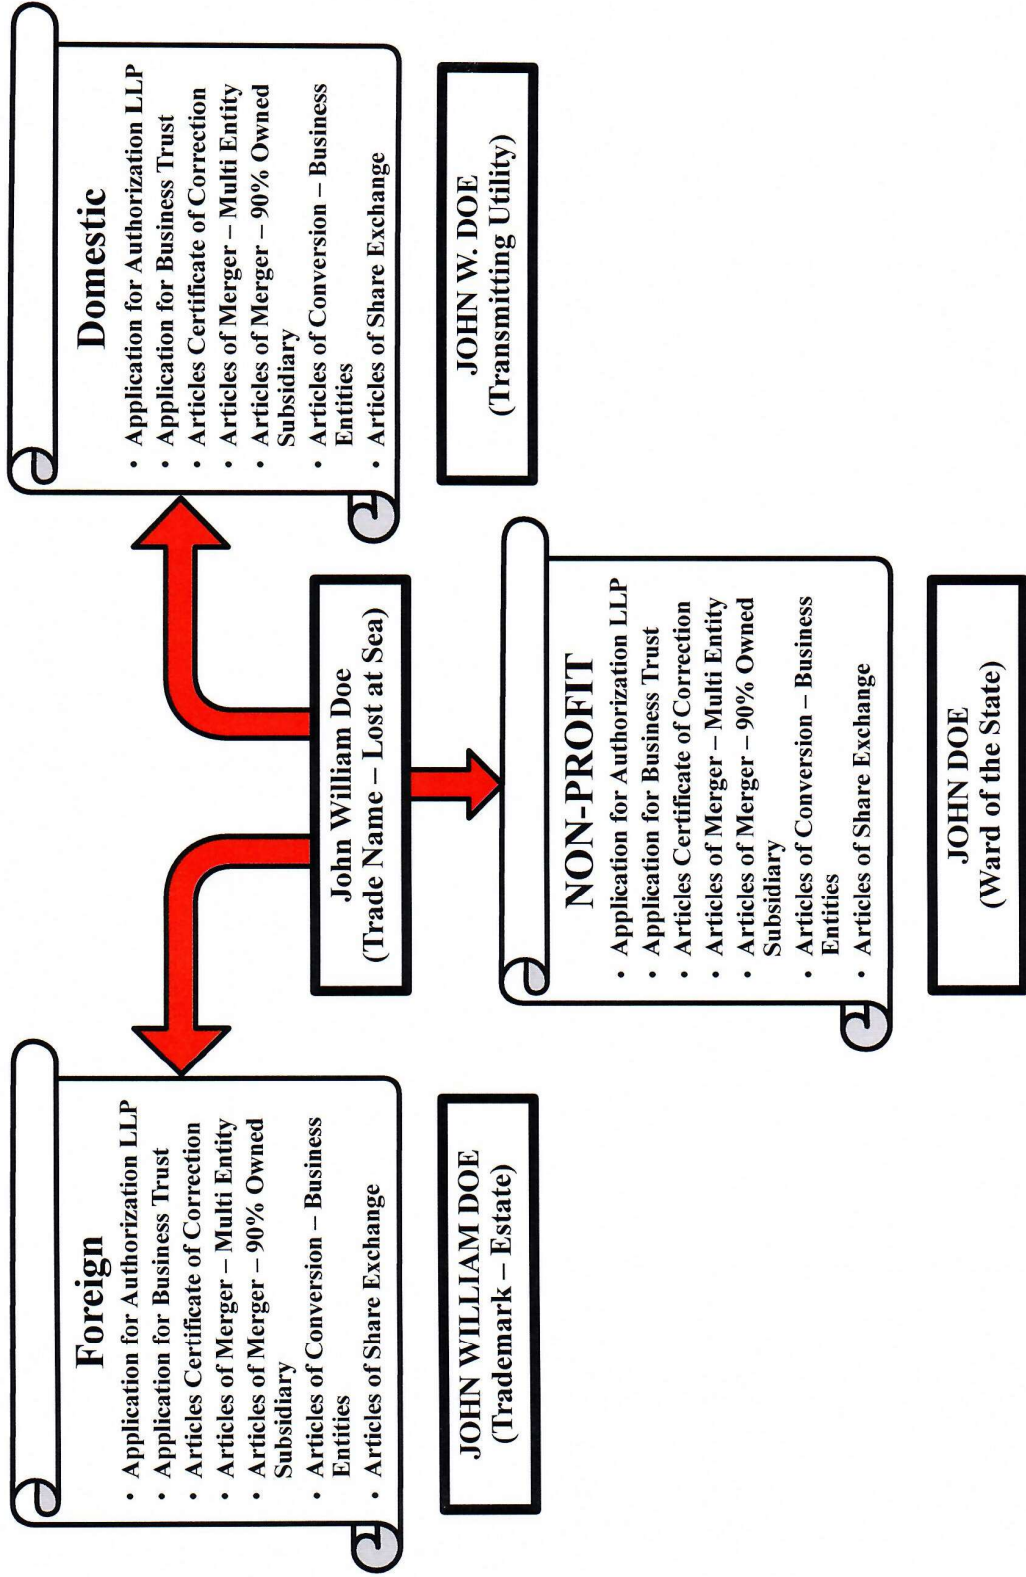 Foreign
• Application for Authorization LLP
• Application for Business Trust
• Articles Certificate of Correction
• Articles of Merger – Multi Entity
• Articles of Merger – 90% Owned
Subsidiary
• Articles of Conversion – Business
Entities
• Articles of Share Exchange
JOHN WILLIAM DOE
(Trademark – Estate)
John William Doe
(Trade Name – Lost at Sea)
NON-PROFIT
• Application for Authorization LLP
• Application for Business Trust
• Articles Certificate of Correction
• Articles of Merger – Multi Entity
• Articles of Merger – 90% Owned
Subsidiary
• Articles of Conversion – Business
Entities
• Articles of Share Exchange
JOHN DOE
(Ward of the State)
Domestic
• Application for Authorization LLP
• Application for Business Trust
• Articles Certificate of Correction
• Articles of Merger – Multi Entity
• Articles of Merger – 90% Owned
Subsidiary
• Articles of Conversion – Business
Entities
• Articles of Share Exchange
JOHN W. DOE
(Transmitting Utility)